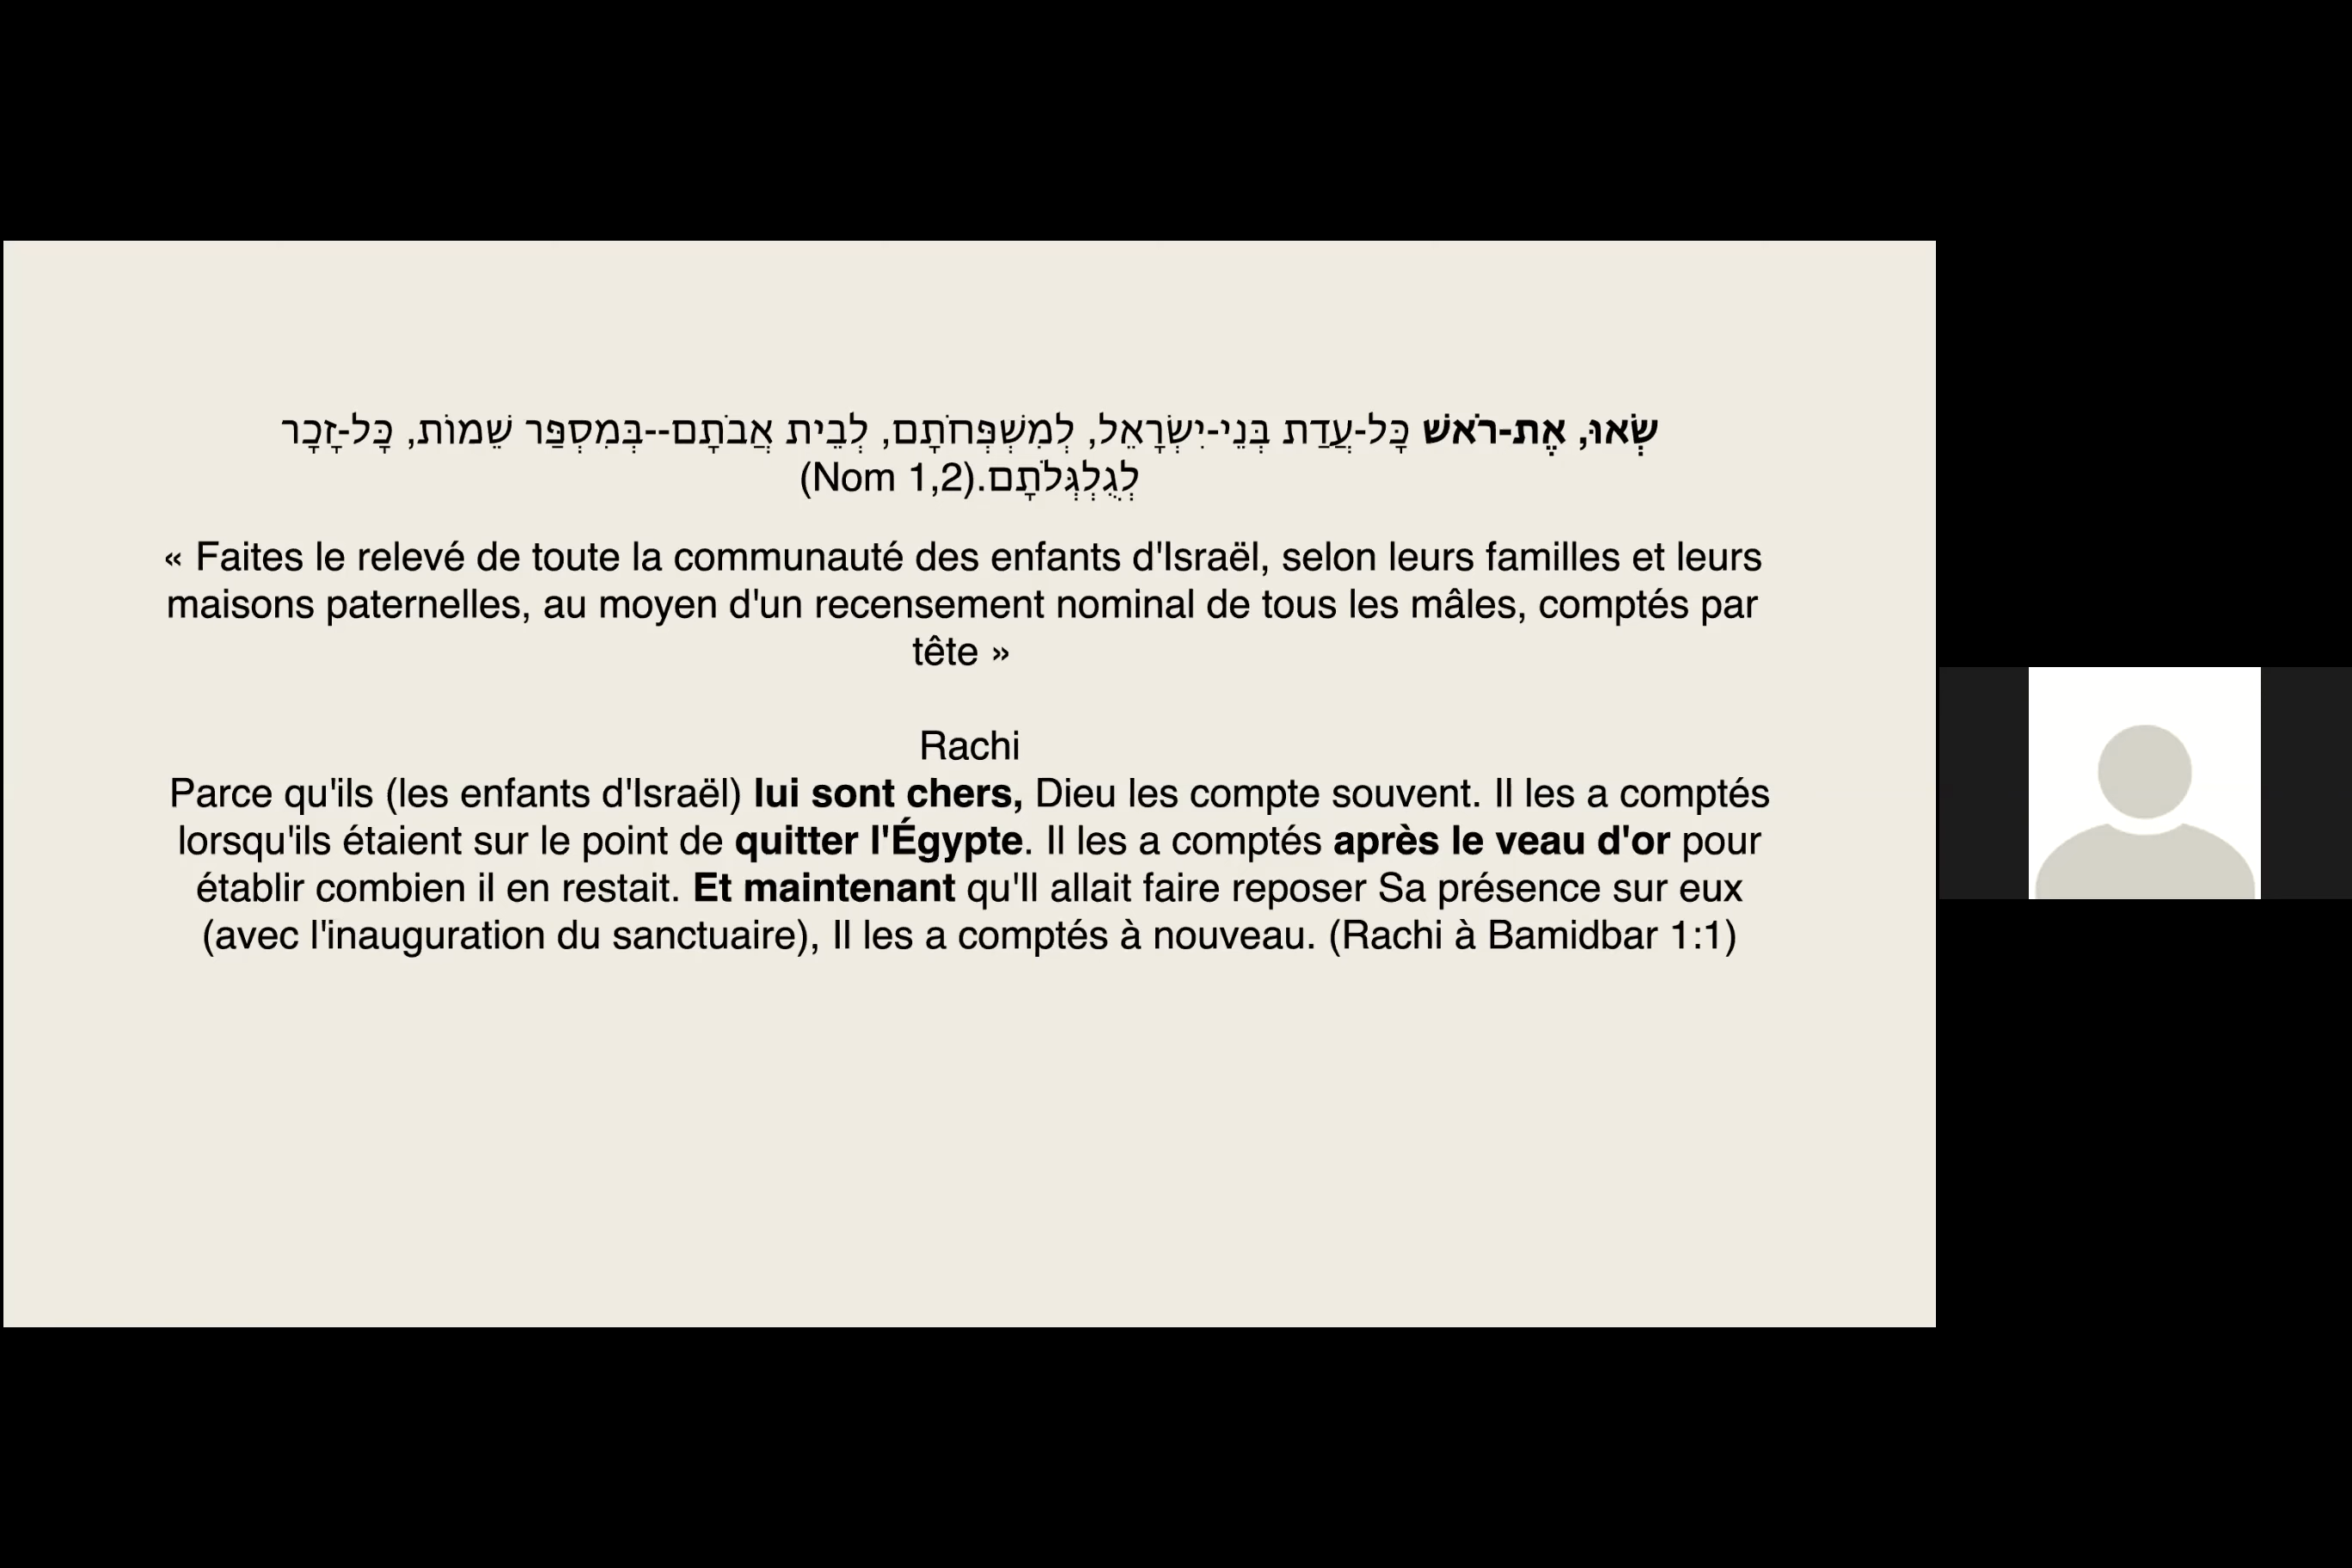 שְׂאוּ, אֶת-רֹאשׁ כָּל-עֲדַת בְּנֵי-יִשְׂרָאֵל, לְמִשְׁפְּחֹתָם, לְבֵית אֲבֹתָם--בְּמִסְפַּר שֵׁמוֹת, כָּל-זָכָר
לְגֻלְגְּלֹתָם.(Nom 1,2)
« Faites le relevé de toute la communauté des enfants d'Israël, selon leurs familles et leurs
maisons paternelles, au moyen d'un recensement nominal de tous les mâles, comptés par
tête »
Rachi
Parce qu'ils (les enfants d'Israël) lui sont chers, Dieu les compte souvent. Il les a comptés
lorsqu'ils étaient sur le point de quitter l'Égypte. Il les a comptés après le veau d'or pour
établir combien il en restait. Et maintenant qu'Il allait faire reposer Sa présence sur eux
(avec l'inauguration du sanctuaire), Il les a comptés à nouveau. (Rachi à Bamidbar 1:1)